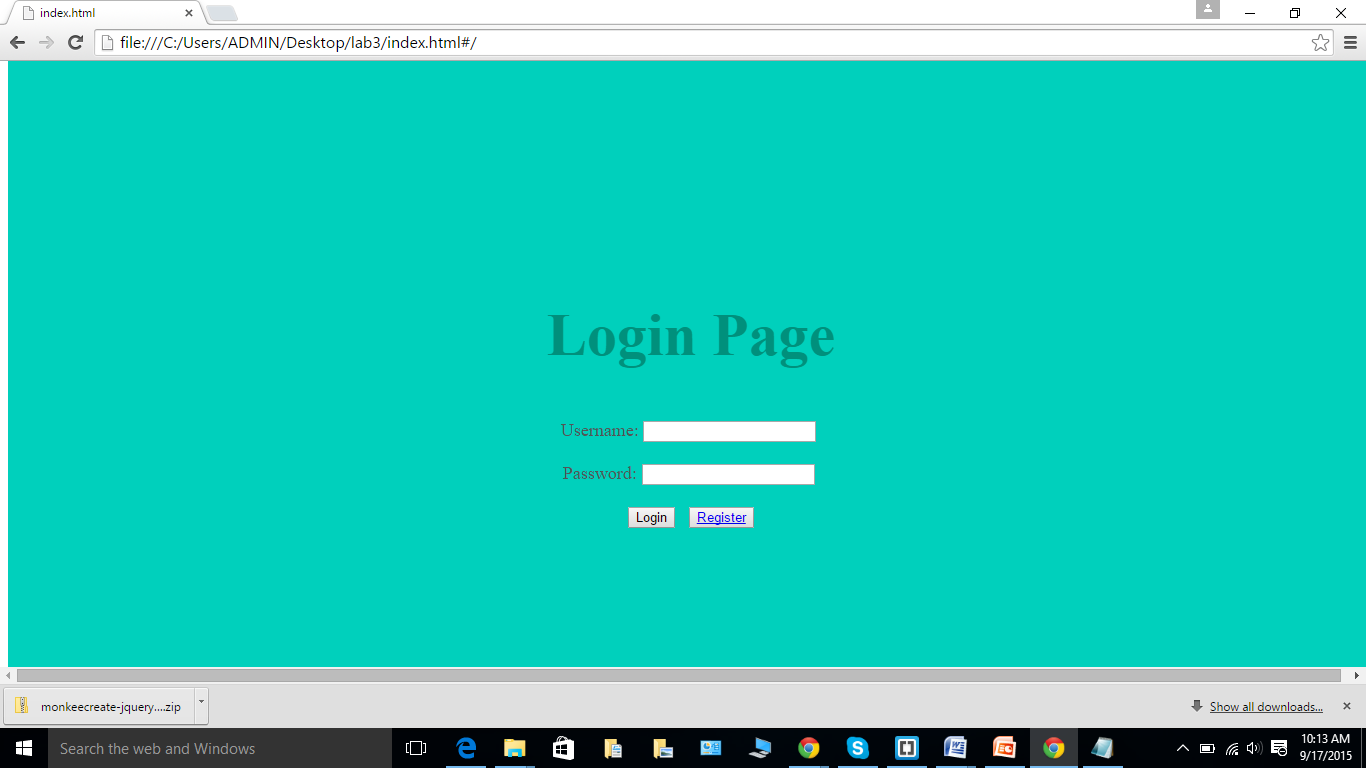 index.html
file:///C:/Users/ADMIN/Desktop/lab3/index.html#/
Login Page
Username:
Password:
Login Register
monkeecreate-jquery....zip
Show all downloads...
Search the web and Windows
10:13 AM
9/17/2015